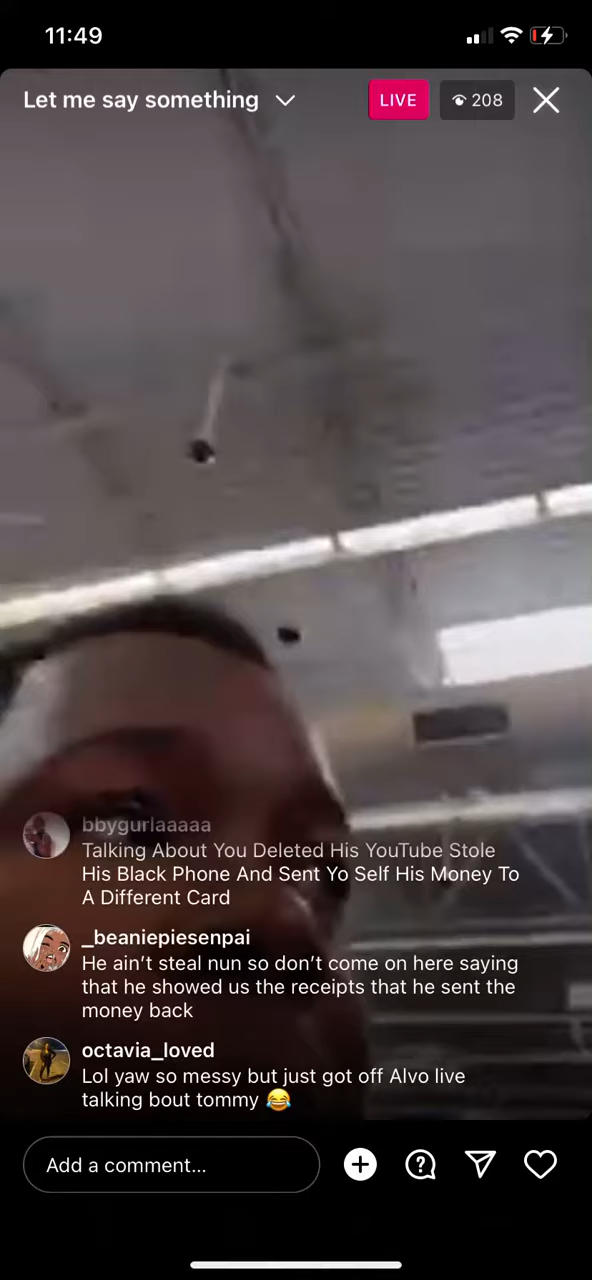 11:49
Let me say something
LIVE
208
bbygurlaaaaa
Talking About You Deleted His YouTube Stole
His Black Phone And Sent Yo Self His Money To
A Different Card
_beaniepiesenpai
He ain't steal nun so don't come on here saying
that he showed us the receipts that he sent the
money back
octavia_loved
Lol yaw so messy but just got off Alvo live
talking bout tommy 😂
Add a comment...